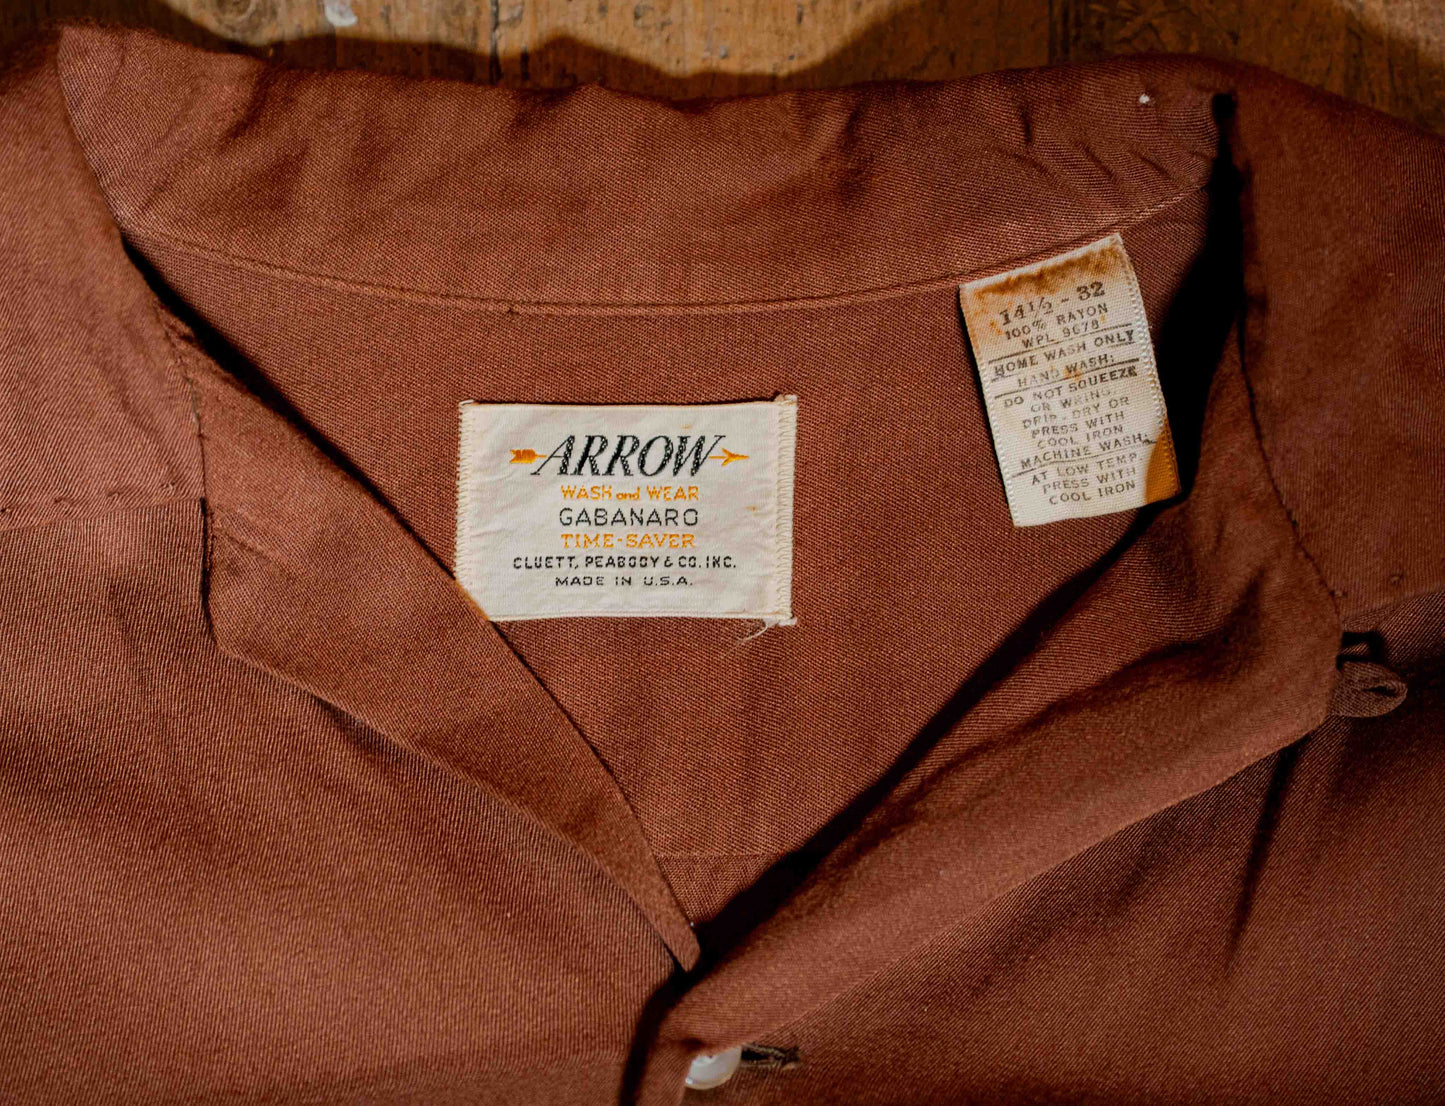 ARROW
WASH and WEAR
GABANARO
TIME-SAVER
CLUETT, PEABODY & CO. INC.
MADE IN U.S.A.
14½ - 32
100% RAYON
WPL 9678
HOME WASH ONLY
HAND WASH:
DO NOT SQUEEZE
OR WRING.
DRIP-DRY OR
PRESS WITH
COOL IRON
MACHINE WASH:
AT LOW TEMP.
PRESS WITH
COOL IRON